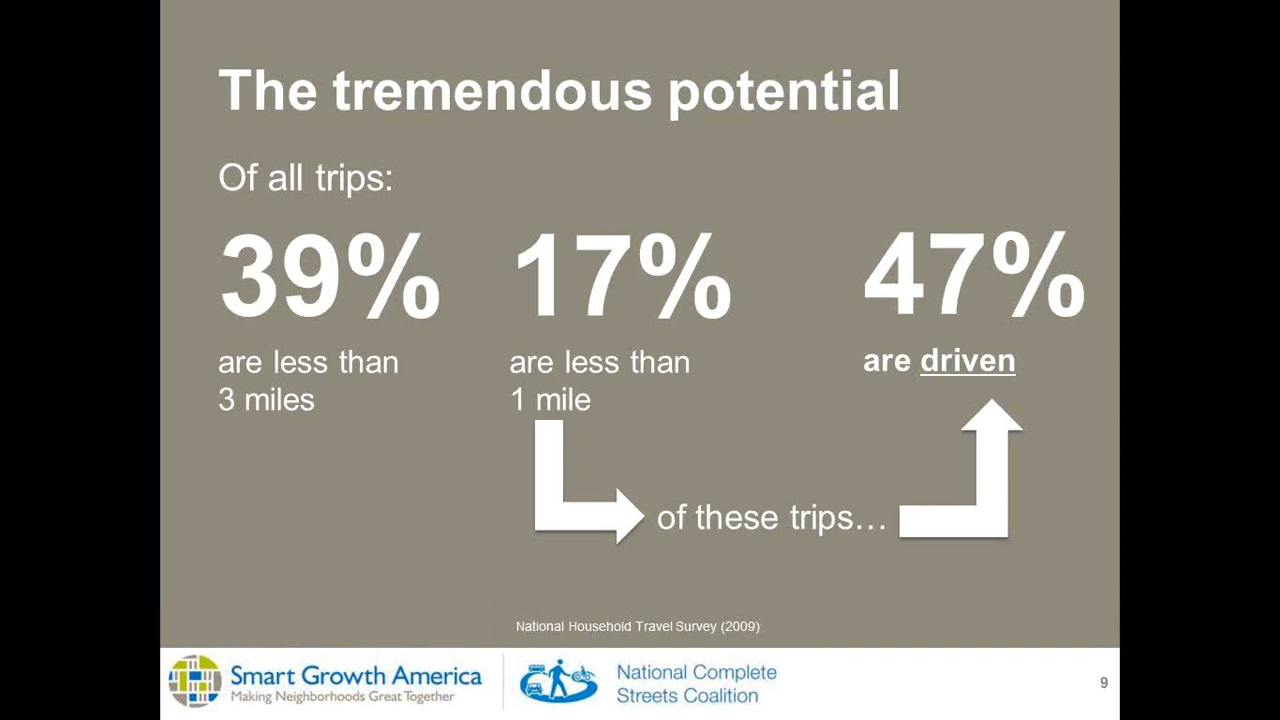 The tremendous potential
Of all trips:
39%
are less than
3 miles
17%
are less than
1 mile
of these trips…
47%
are driven
National Household Travel Survey (2009)
Smart Growth America
Making Neighborhoods Great Together
National Complete
Streets Coalition
9